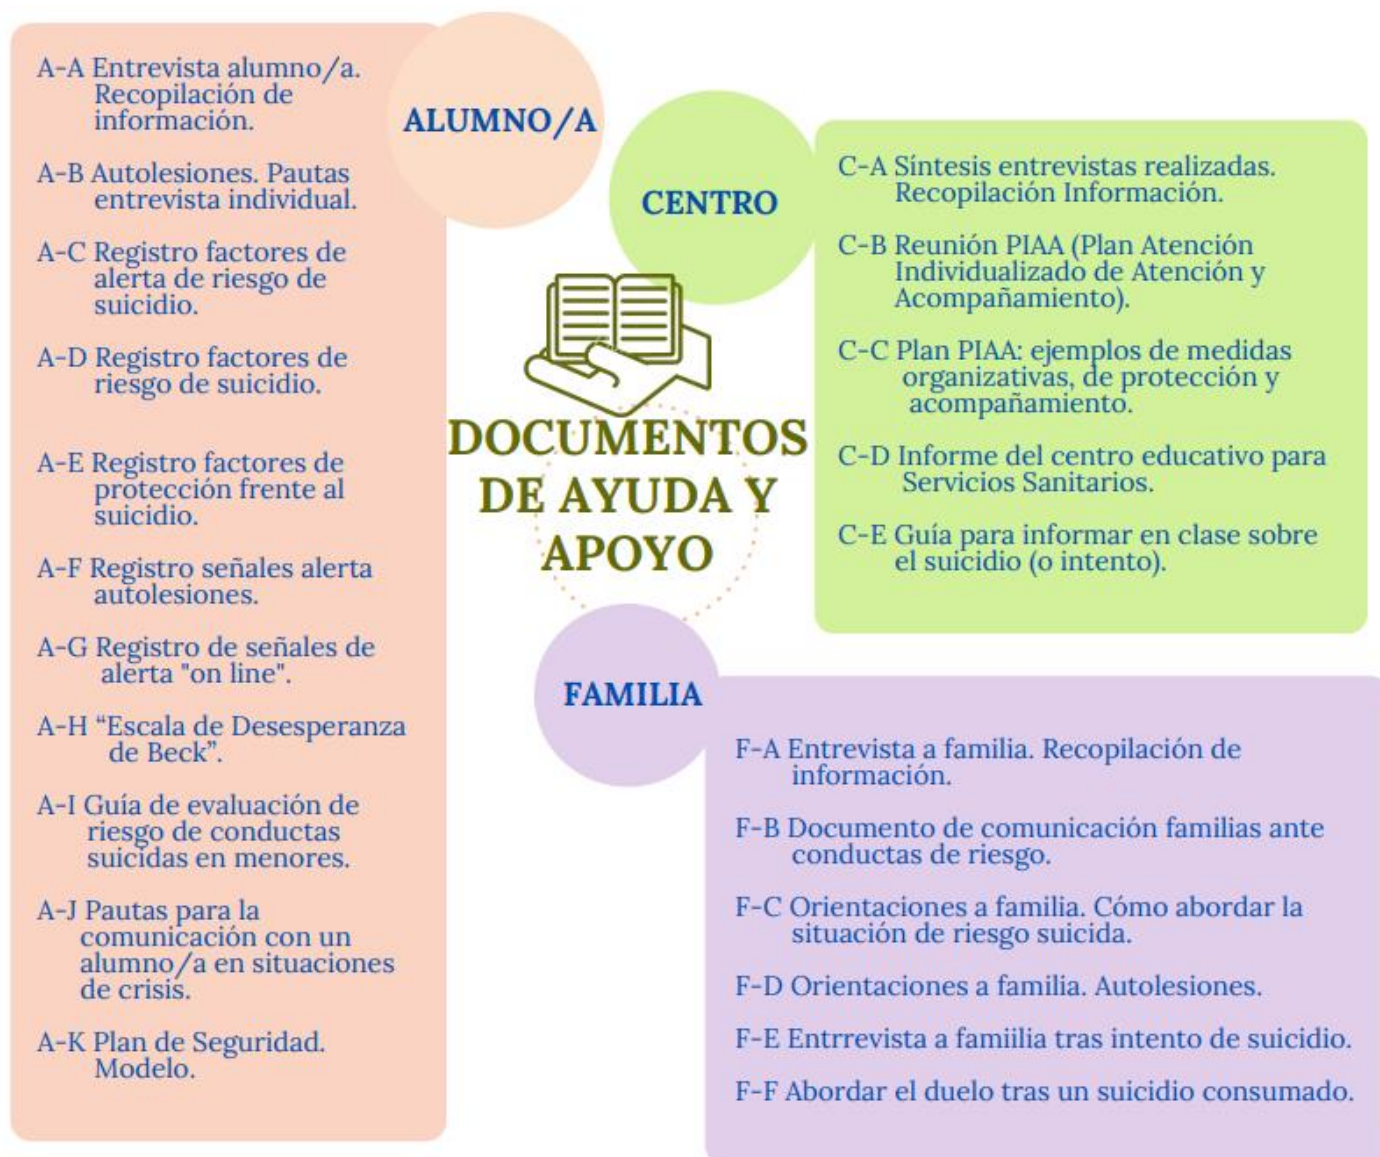 ALUMNO/A
A-A Entrevista alumno/a.
Recopilación de
información.
A-B Autolesiones. Pautas
entrevista individual.
A-C Registro factores de
alerta de riesgo de
suicidio.
A-D Registro factores de
riesgo de suicidio.
A-E Registro factores de
protección frente al
suicidio.
A-F Registro señales alerta
autolesiones.
A-G Registro de señales de
alerta "on line".
A-H “Escala de Desesperanza
de Beck”.
A-I Guía de evaluación de
riesgo de conductas
suicidas en menores.
A-J Pautas para la
comunicación con un
alumno/a en situaciones
de crisis.
A-K Plan de Seguridad.
Modelo.
DOCUMENTOS
DE AYUDA Y
APOYO
CENTRO
C-A Síntesis entrevistas realizadas.
Recopilación Información.
C-B Reunión PIAA (Plan Atención
Individualizado de Atención y
Acompañamiento).
C-C Plan PIAA: ejemplos de medidas
organizativas, de protección y
acompañamiento.
C-D Informe del centro educativo para
Servicios Sanitarios.
C-E Guía para informar en clase sobre
el suicidio (o intento).
FAMILIA
F-A Entrevista a familia. Recopilación de
información.
F-B Documento de comunicación familias ante
conductas de riesgo.
F-C Orientaciones a familia. Cómo abordar la
situación de riesgo suicida.
F-D Orientaciones a familia. Autolesiones.
F-E Entrrevista a famiilia tras intento de suicidio.
F-F Abordar el duelo tras un suicidio consumado.